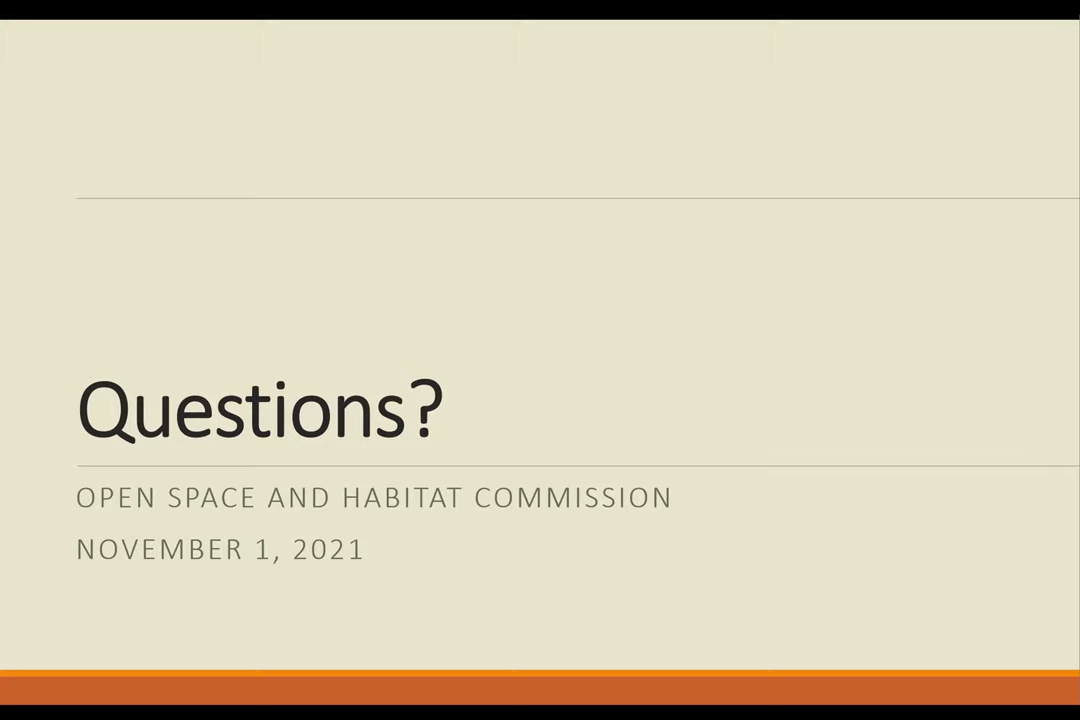 Questions?
OPEN SPACE AND HABITAT COMMISSION
NOVEMBER 1, 2021